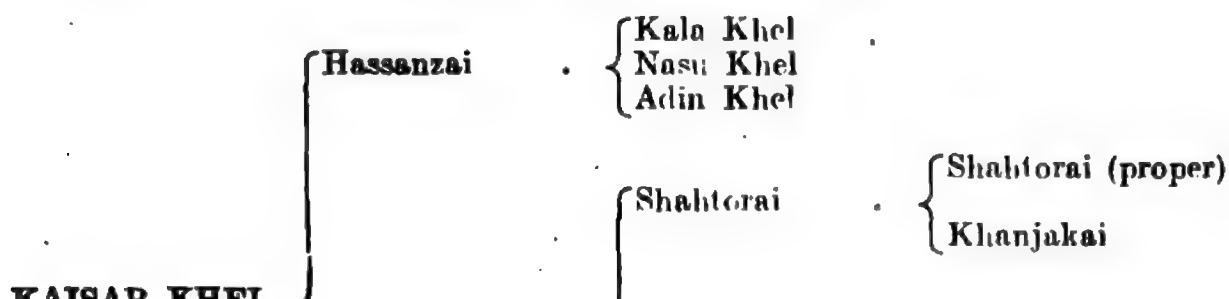 Kala Khel
Hassanzai . Nasu Khel
Adin Khel
Shahtorai (proper)
Shahtorai .
Khanjakai
KAISAR KHEL